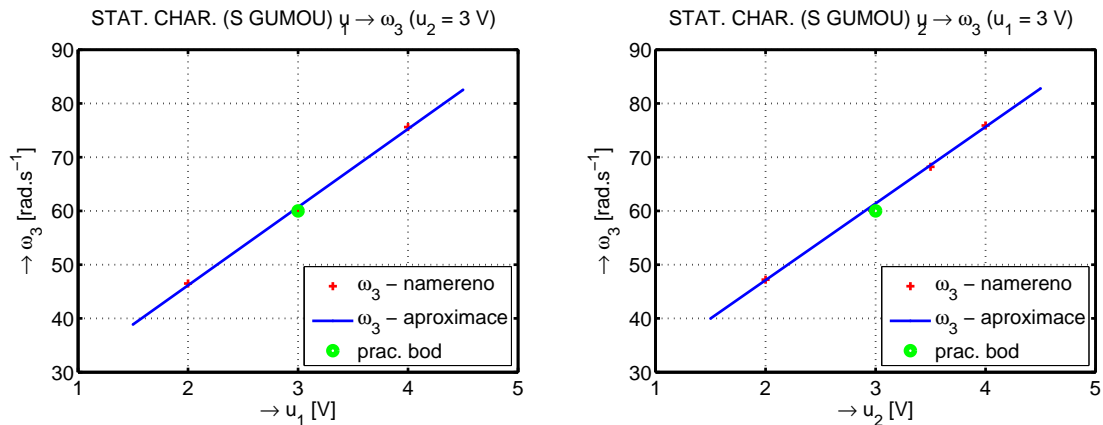 STAT. CHAR. (S GUMOU) u₁ → ω₃ (u₂ = 3 V)
90
80
70
60
50
40
30
→ ω₃ [rad.s⁻¹]
ω₃ − namereno
ω₃ − aproximace
prac. bod
1 2 3 4 5
→ u₁ [V]
STAT. CHAR. (S GUMOU) u₂ → ω₃ (u₁ = 3 V)
90
80
70
60
50
40
30
→ ω₃ [rad.s⁻¹]
ω₃ − namereno
ω₃ − aproximace
prac. bod
1 2 3 4 5
→ u₂ [V]